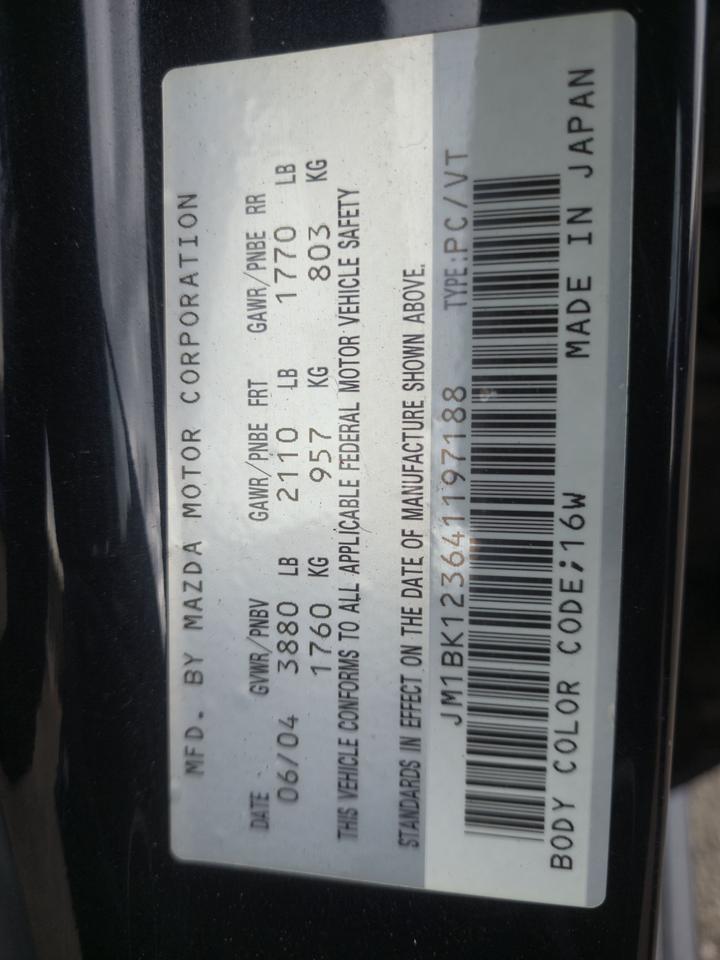 MFD. BY MAZDA MOTOR CORPORATION
DATE GVWR/PNBV GAWR/PNBE FRT GAWR/PNBE RR
06/04 3880 LB 2110 LB 1770 LB
1760 KG 957 KG 803 KG
THIS VEHICLE CONFORMS TO ALL APPLICABLE FEDERAL MOTOR VEHICLE SAFETY
STANDARDS IN EFFECT ON THE DATE OF MANUFACTURE SHOWN ABOVE.
JM1BK123641197188 TYPE:PC/VT
BODY COLOR CODE;16W MADE IN JAPAN